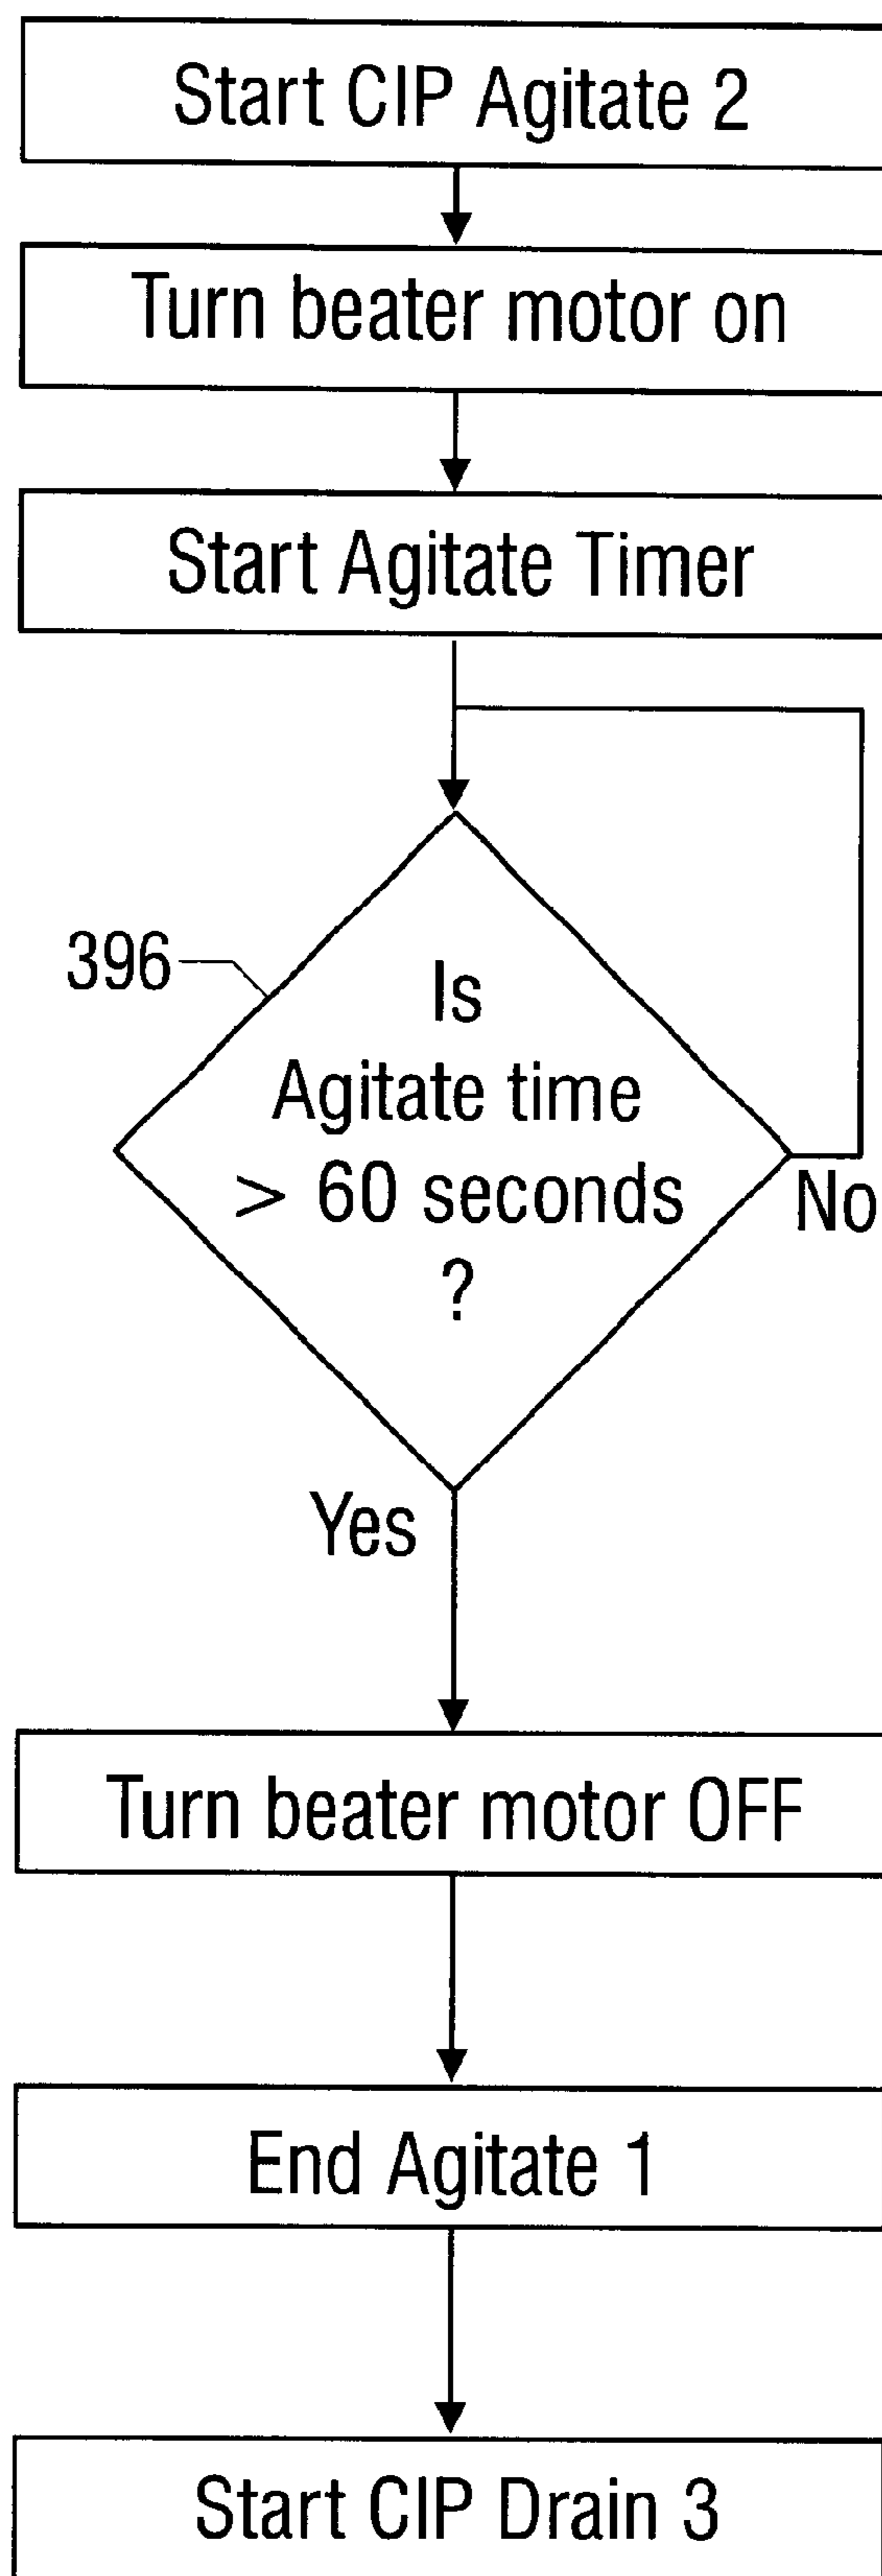 Start CIP Agitate 2
Turn beater motor on
Start Agitate Timer
396
Is
Agitate time
> 60 seconds
?
No
Yes
Turn beater motor OFF
End Agitate 1
Start CIP Drain 3